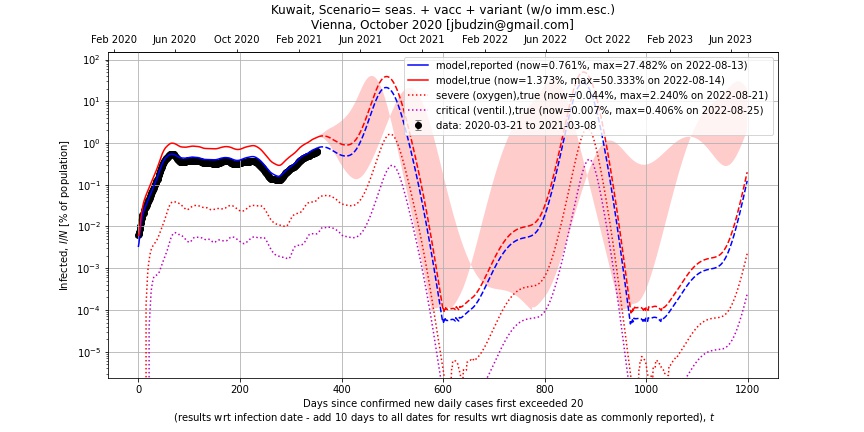 Kuwait, Scenario= seas. + vacc + variant (w/o imm.esc.)
Vienna, October 2020 [jbudzin@gmail.com]
Feb 2020 Jun 2020 Oct 2020 Feb 2021 Jun 2021 Oct 2021 Feb 2022 Jun 2022 Oct 2022 Feb 2023 Jun 2023
model,reported (now=0.761%, max=27.482% on 2022-08-13)
model,true (now=1.373%, max=50.333% on 2022-08-14)
severe (oxygen),true (now=0.044%, max=2.240% on 2022-08-21)
critical (ventil.),true (now=0.007%, max=0.406% on 2022-08-25)
data: 2020-03-21 to 2021-03-08
Infected, I/N [% of population]
10²
10¹
10⁰
10⁻¹
10⁻²
10⁻³
10⁻⁴
10⁻⁵
0 200 400 600 800 1000 1200
Days since confirmed new daily cases first exceeded 20
(results wrt infection date - add 10 days to all dates for results wrt diagnosis date as commonly reported), t